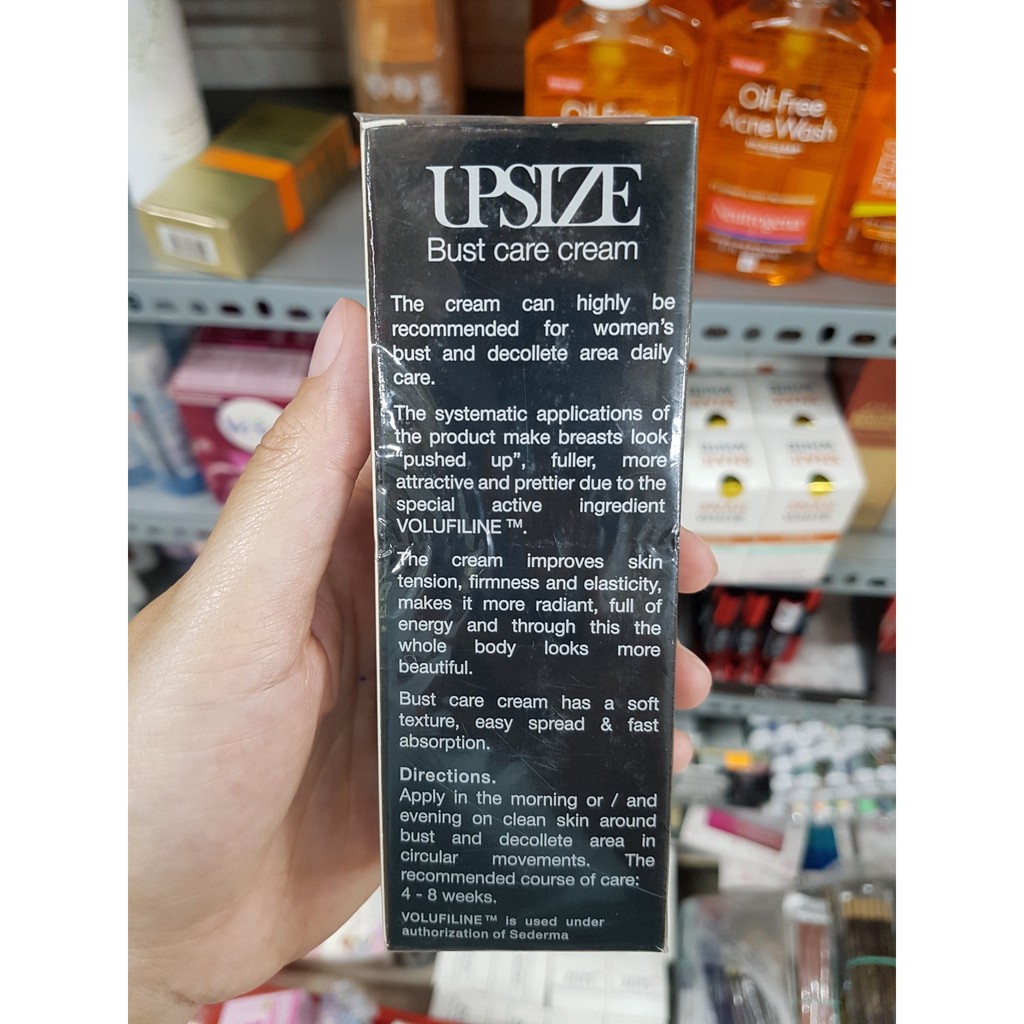 UPSIZE
Bust care cream
The cream can highly be
recommended for women's
bust and decollete area daily
care.
The systematic applications of
the product make breasts look
"pushed up", fuller, more
attractive and prettier due to the
special active ingredient
VOLUFILINE ™.
The cream improves skin
tension, firmness and elasticity,
makes it more radiant, full of
energy and through this the
whole body looks more
beautiful.
Bust care cream has a soft
texture, easy spread & fast
absorption.
Directions.
Apply in the morning or / and
evening on clean skin around
bust and decollete area in
circular movements. The
recommended course of care:
4 - 8 weeks.
VOLUFILINE™ is used under
authorization of Sederma
Oil-Free
Oil-Free
Acne Wash
Neutrogena